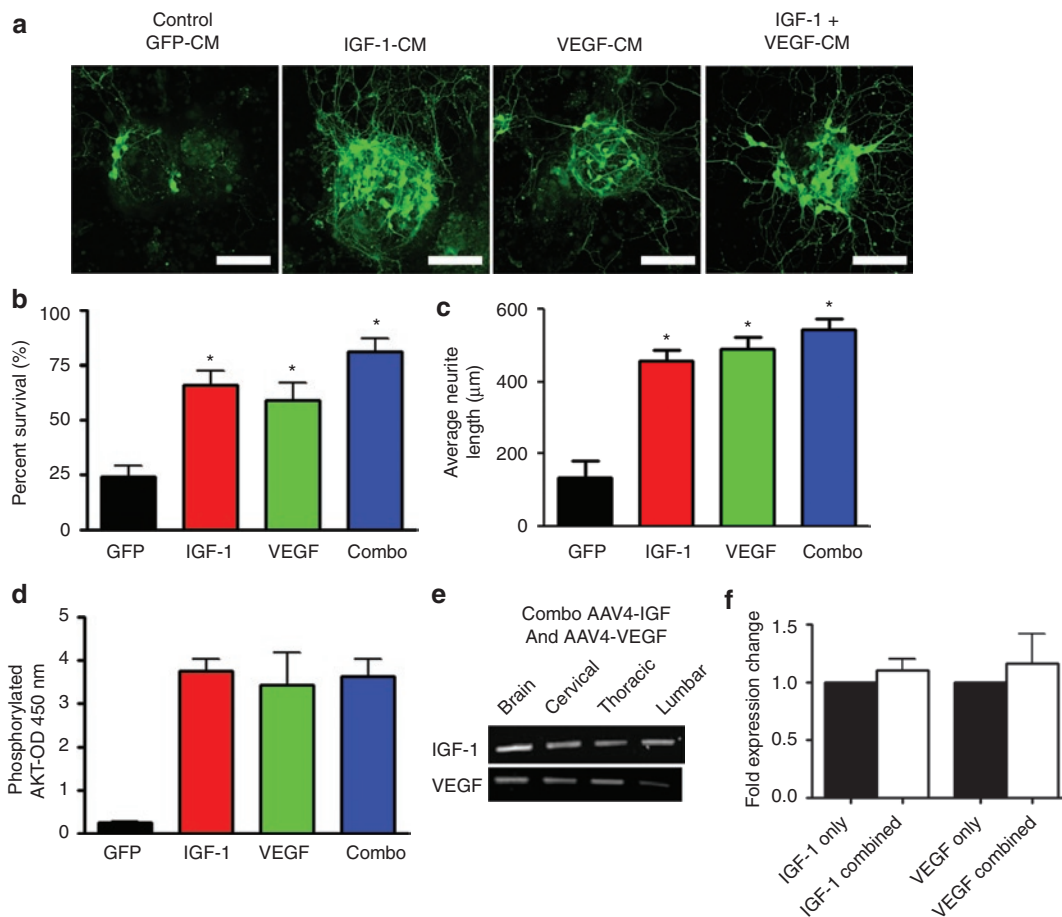 a
Control
GFP-CM
IGF-1-CM
VEGF-CM
IGF-1 +
VEGF-CM
b
Percent survival (%)
100
75
50
25
0
*
*
*
GFP
IGF-1
VEGF
Combo
c
Average neurite
length (μm)
600
400
200
0
*
*
*
GFP
IGF-1
VEGF
Combo
d
Phosphorylated
AKT-OD 450 nm
5
4
3
2
1
0
GFP
IGF-1
VEGF
Combo
e
Combo AAV4-IGF
And AAV4-VEGF
Brain
Cervical
Thoracic
Lumbar
IGF-1
VEGF
f
Fold expression change
1.5
1.0
0.5
0.0
IGF-1 only
IGF-1 combined
VEGF only
VEGF combined